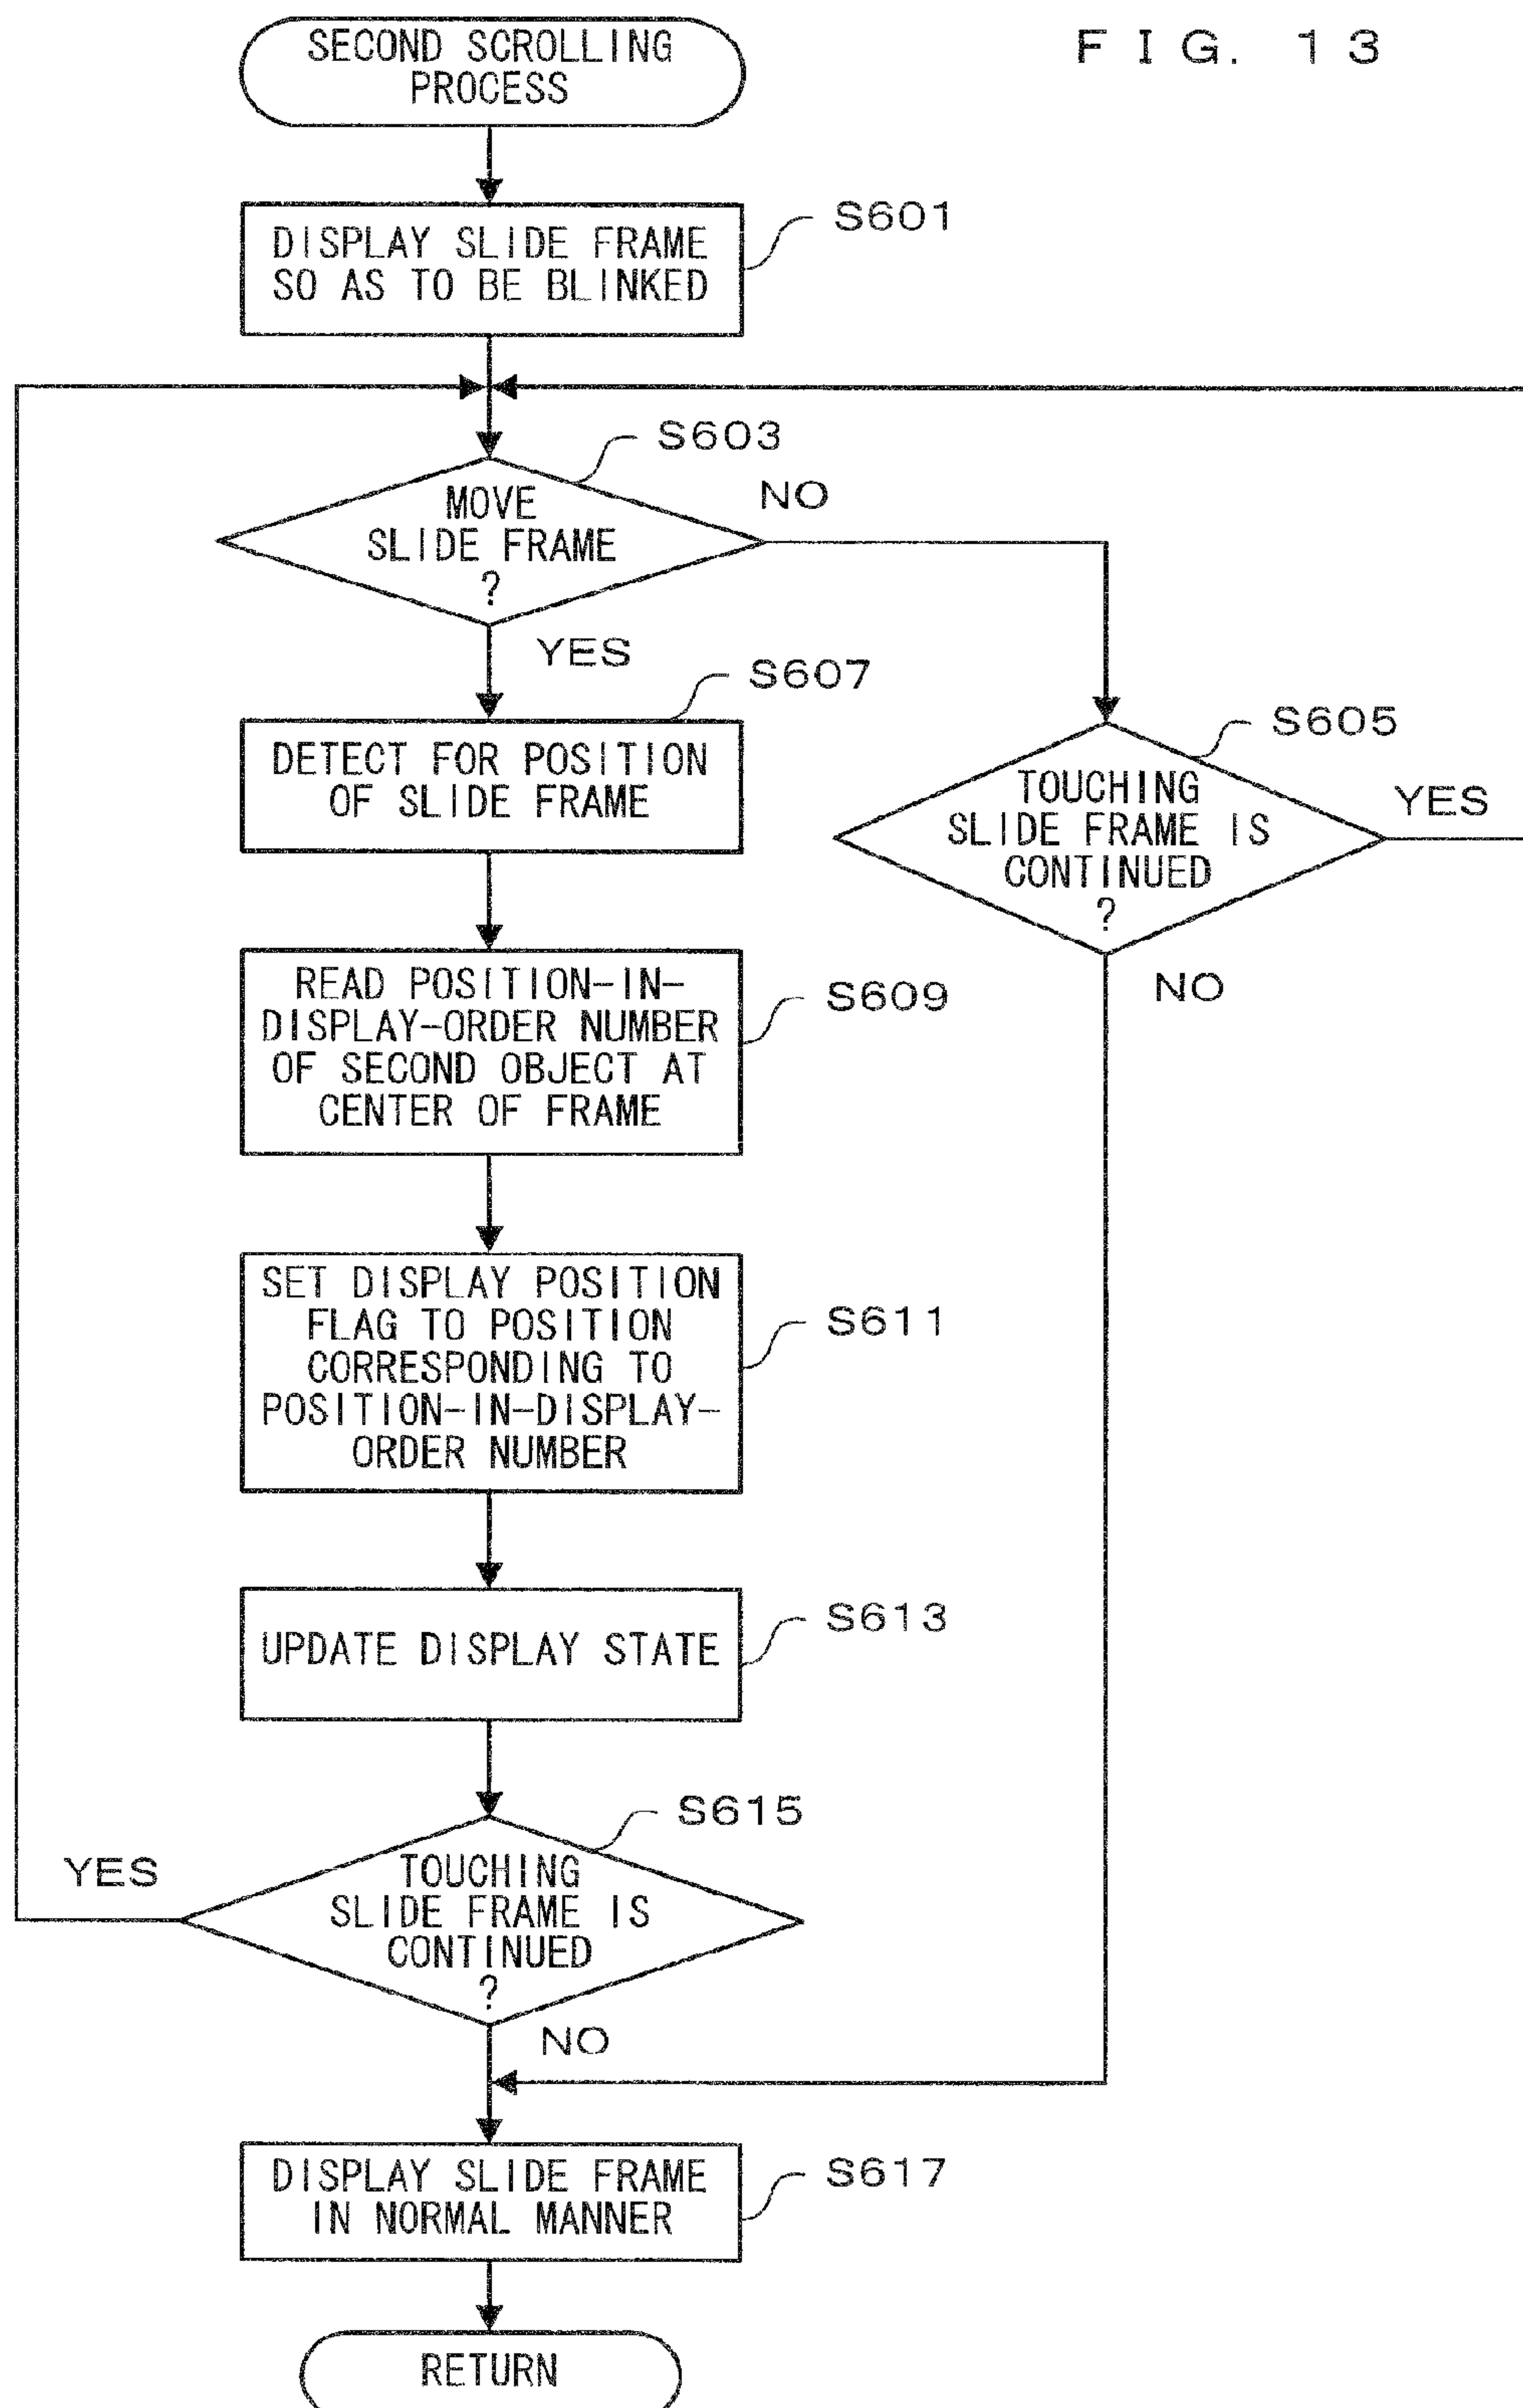 FIG. 13
SECOND SCROLLING
PROCESS
S601
DISPLAY SLIDE FRAME
SO AS TO BE BLINKED
S603
MOVE
SLIDE FRAME
?
NO
YES
S607
DETECT FOR POSITION
OF SLIDE FRAME
S605
TOUCHING
SLIDE FRAME IS
CONTINUED
?
YES
NO
READ POSITION-IN-
DISPLAY-ORDER NUMBER
OF SECOND OBJECT AT
CENTER OF FRAME
S609
SET DISPLAY POSITION
FLAG TO POSITION
CORRESPONDING TO
POSITION-IN-DISPLAY-
ORDER NUMBER
S611
UPDATE DISPLAY STATE
S613
S615
TOUCHING
SLIDE FRAME IS
CONTINUED
?
YES
NO
DISPLAY SLIDE FRAME
IN NORMAL MANNER
S617
RETURN